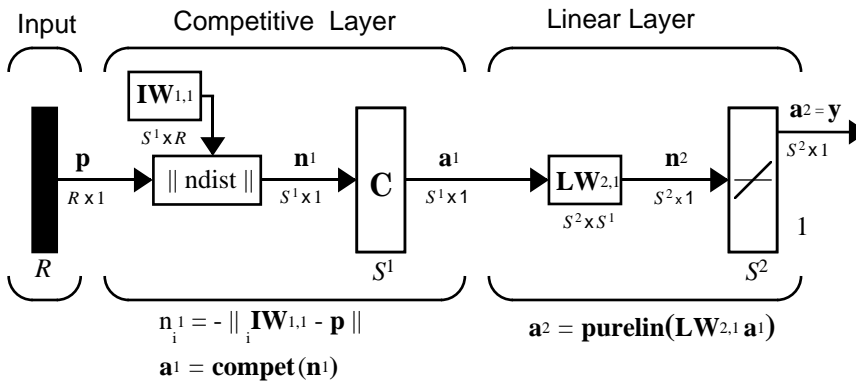 Input
Competitive Layer
Linear Layer
IW1,1
S1 x R
p
R x 1
|| ndist ||
n1
S1 x 1
C
a1
S1 x 1
LW2,1
S2 x S1
n2
S2 x 1
a2 = y
S2 x 1
1
R
S1
S2
ni1 = - || iIW1,1 - p ||
a1 = compet(n1)
a2 = purelin(LW2,1 a1)